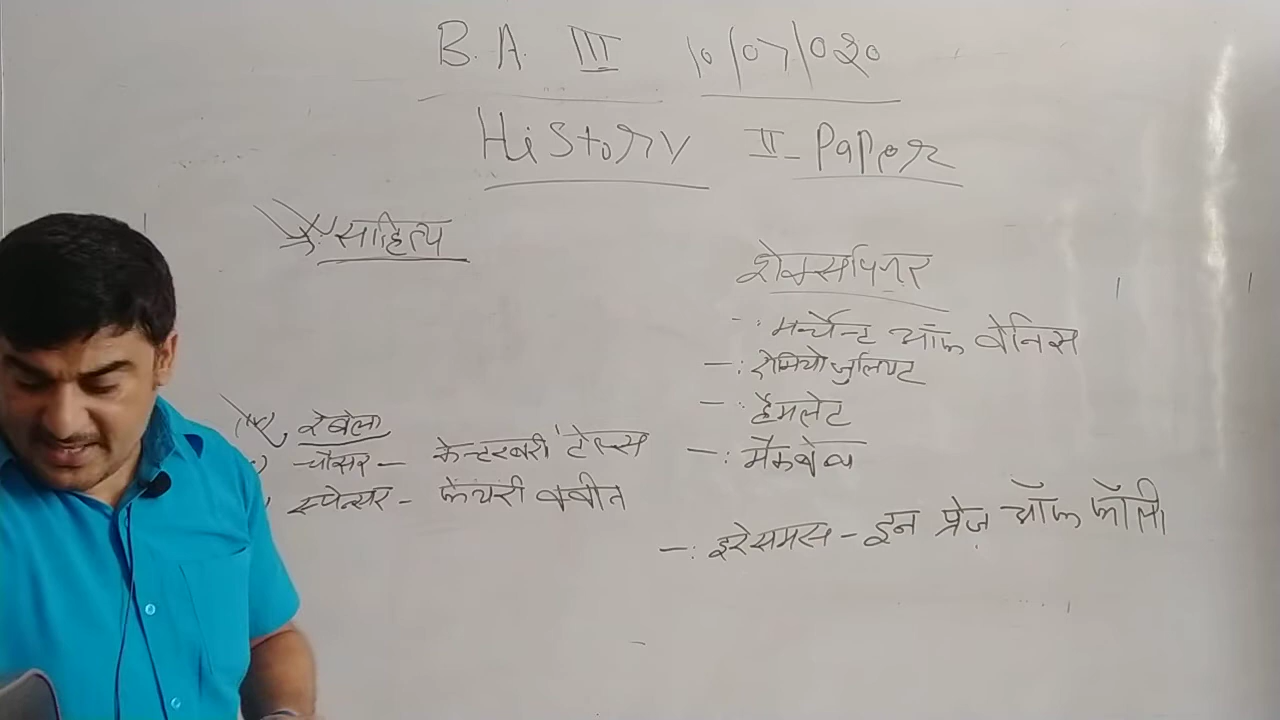 B. A. III 10/07/020
History II - Paper
साहित्य
शेक्सपियर
मर्चेन्ट ऑफ वेनिस
-: रोमियो जुलियट
-: हैमलेट
-: मैकबेथ
रेबेला
चौसर - केन्टरबरी टेल्स
स्पेन्सर - फेयरी क्वीन
-: इरेसमस - इन प्रेज ऑफ फॉली